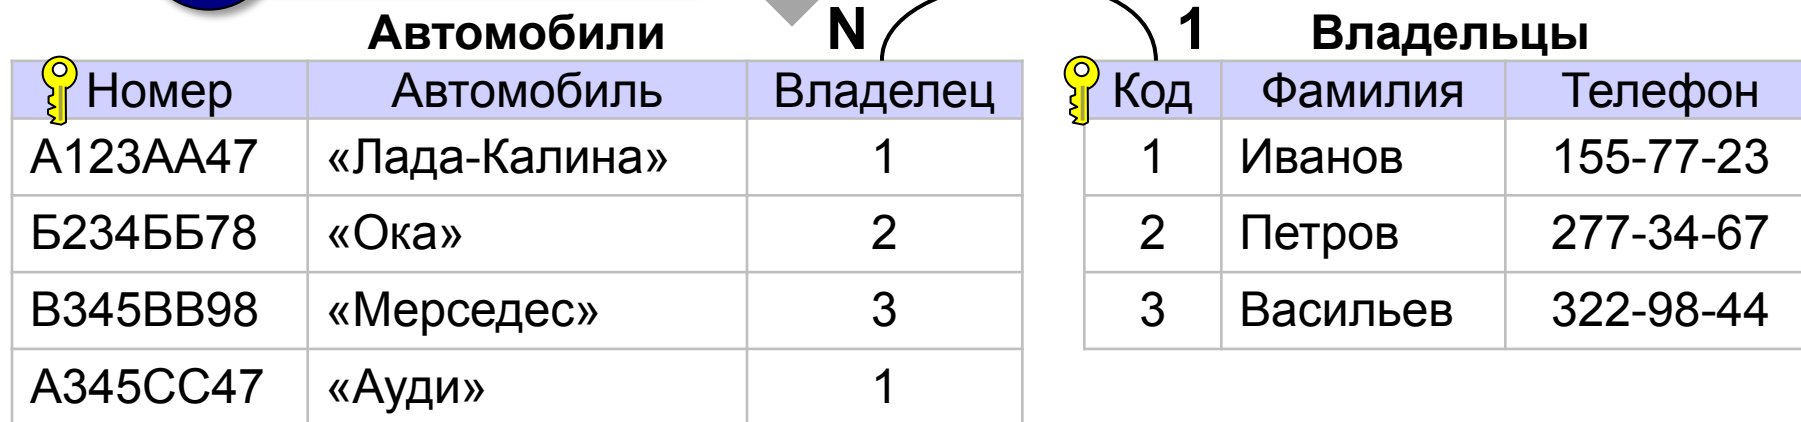 Автомобили N 1 Владельцы
Номер Автомобиль Владелец Код Фамилия Телефон
А123АА47 «Лада-Калина» 1 1 Иванов 155-77-23
Б234ББ78 «Ока» 2 2 Петров 277-34-67
В345ВВ98 «Мерседес» 3 3 Васильев 322-98-44
А345СС47 «Ауди» 1